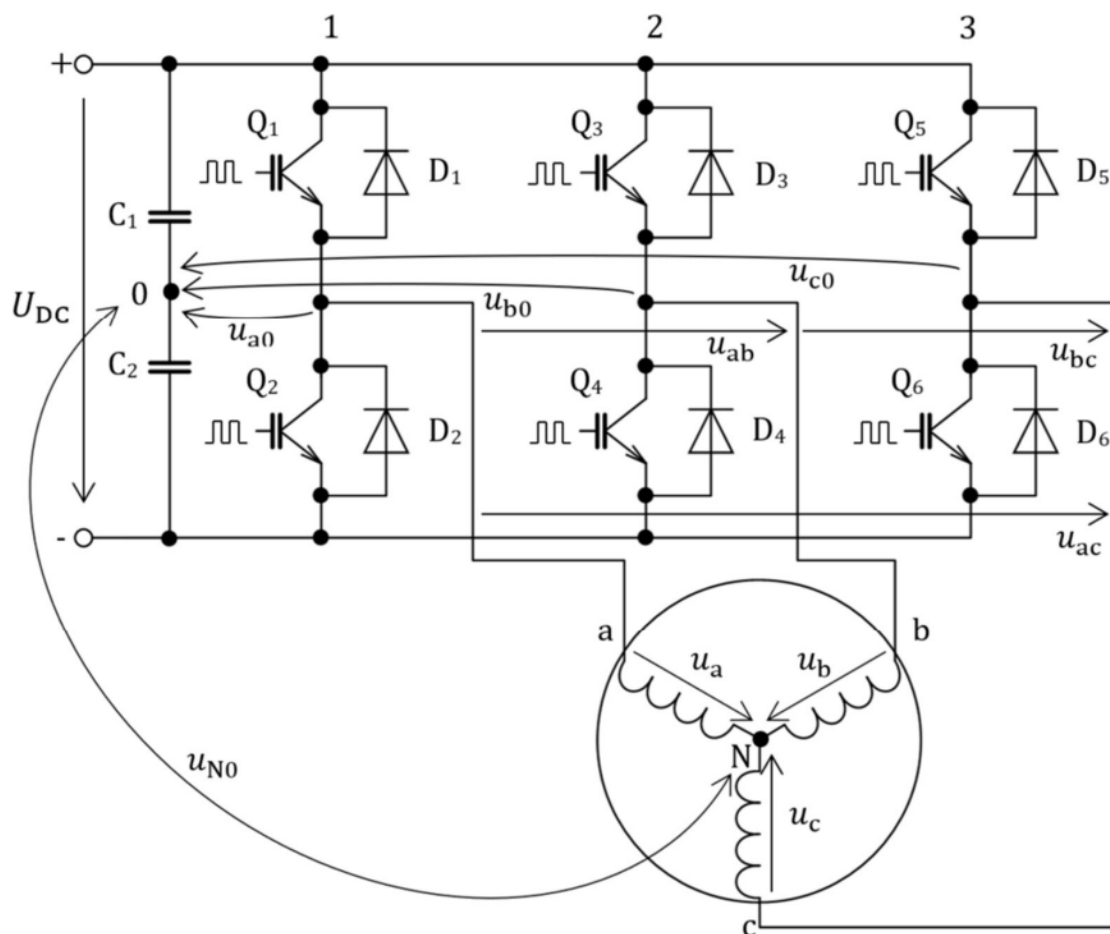 1 2 3
+
Q₁ Q₃ Q₅
D₁ D₃ D₅
C₁
u_c0
0 u_b0
U_DC u_a0 u_ab u_bc
C₂ Q₂ Q₄ Q₆
D₂ D₄ D₆
- u_ac
a b
u_a u_b
N
u_N0
u_c
c